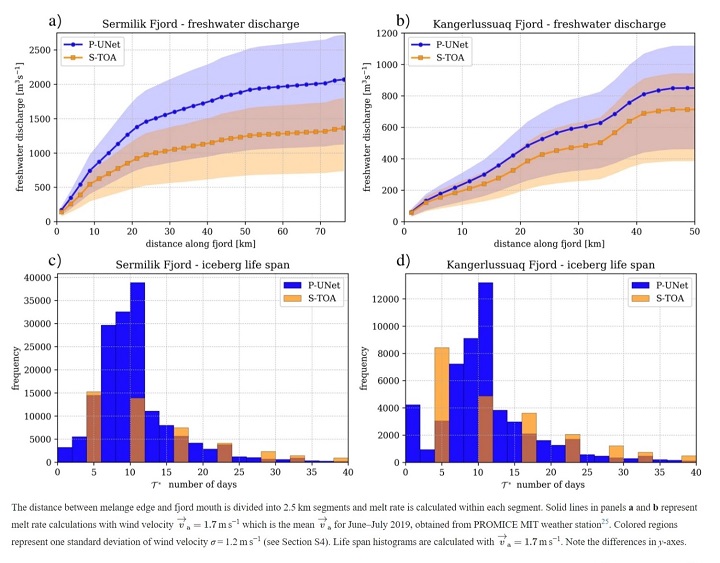 a)
Sermilik Fjord - freshwater discharge
P-UNet
S-TOA
freshwater discharge [m³s⁻¹]
2500
2000
1500
1000
500
0
0 10 20 30 40 50 60 70
distance along fjord [km]
b)
Kangerlussuaq Fjord - freshwater discharge
P-UNet
S-TOA
freshwater discharge [m³s⁻¹]
1200
1000
800
600
400
200
0
0 10 20 30 40 50
distance along fjord [km]
c)
Sermilik Fjord - iceberg life span
P-UNet
S-TOA
frequency
40000
35000
30000
25000
20000
15000
10000
5000
0
0 5 10 15 20 25 30 35 40
𝒯* number of days
d)
Kangerlussuaq Fjord - iceberg life span
P-UNet
S-TOA
frequency
12000
10000
8000
6000
4000
2000
0
0 5 10 15 20 25 30 35 40
𝒯* number of days
The distance between melange edge and fjord mouth is divided into 2.5 km segments and melt rate is calculated within each segment. Solid lines in panels a and b represent
melt rate calculations with wind velocity v⃗ₐ = 1.7 m s⁻¹ which is the mean v⃗ₐ for June–July 2019, obtained from PROMICE MIT weather station²⁵. Colored regions
represent one standard deviation of wind velocity σ = 1.2 m s⁻¹ (see Section S4). Life span histograms are calculated with v⃗ₐ = 1.7 m s⁻¹. Note the differences in y-axes.